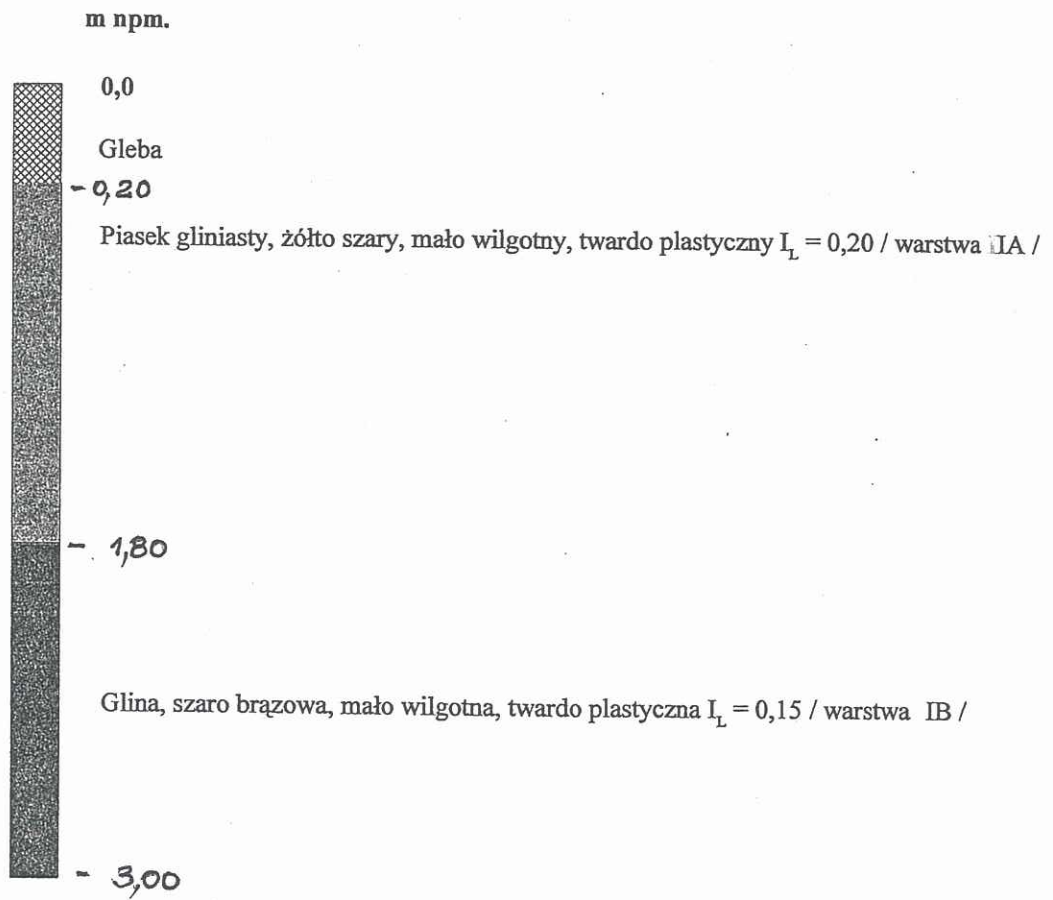 m npm.
0,0
Gleba
- 0,20
Piasek gliniasty, żółto szary, mało wilgotny, twardo plastyczny I_L = 0,20 / warstwa IA /
- 1,80
Glina, szaro brązowa, mało wilgotna, twardo plastyczna I_L = 0,15 / warstwa IB /
- 3,00